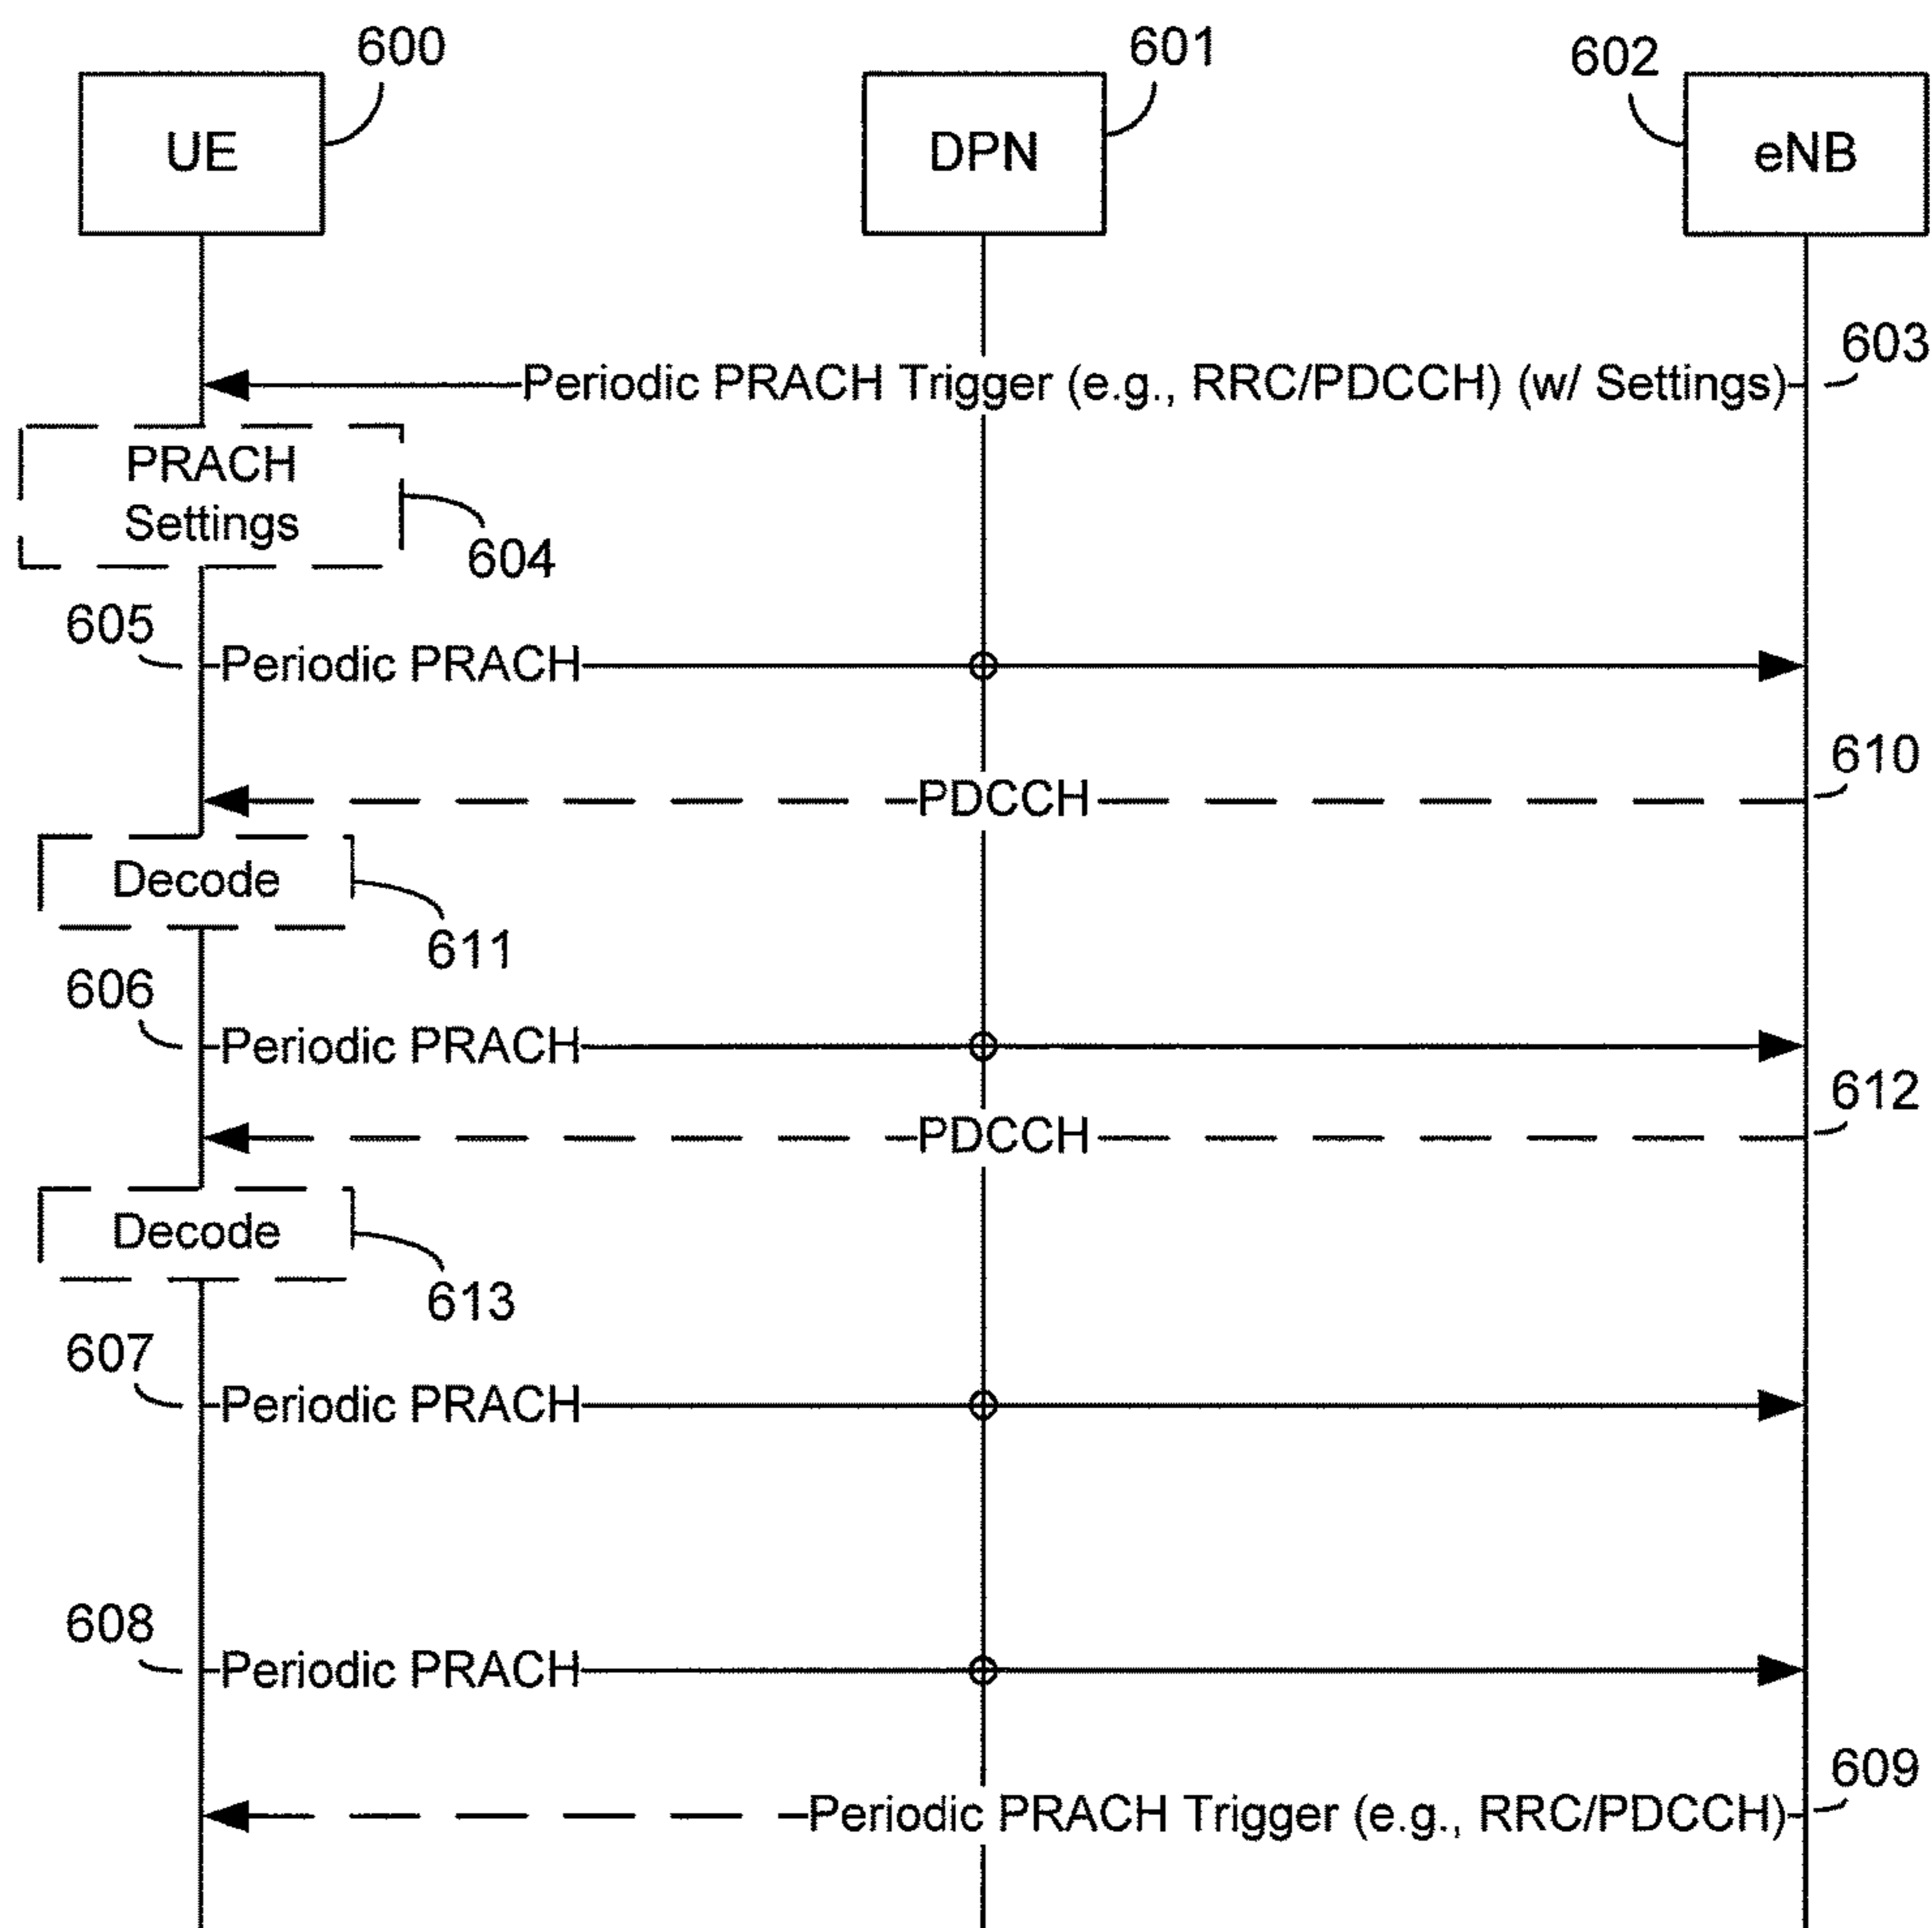 600
601
602
UE
DPN
eNB
603
Periodic PRACH Trigger (e.g., RRC/PDCCH) (w/ Settings)
PRACH
Settings
604
605
Periodic PRACH
610
PDCCH
Decode
611
606
Periodic PRACH
612
PDCCH
Decode
613
607
Periodic PRACH
608
Periodic PRACH
609
Periodic PRACH Trigger (e.g., RRC/PDCCH)